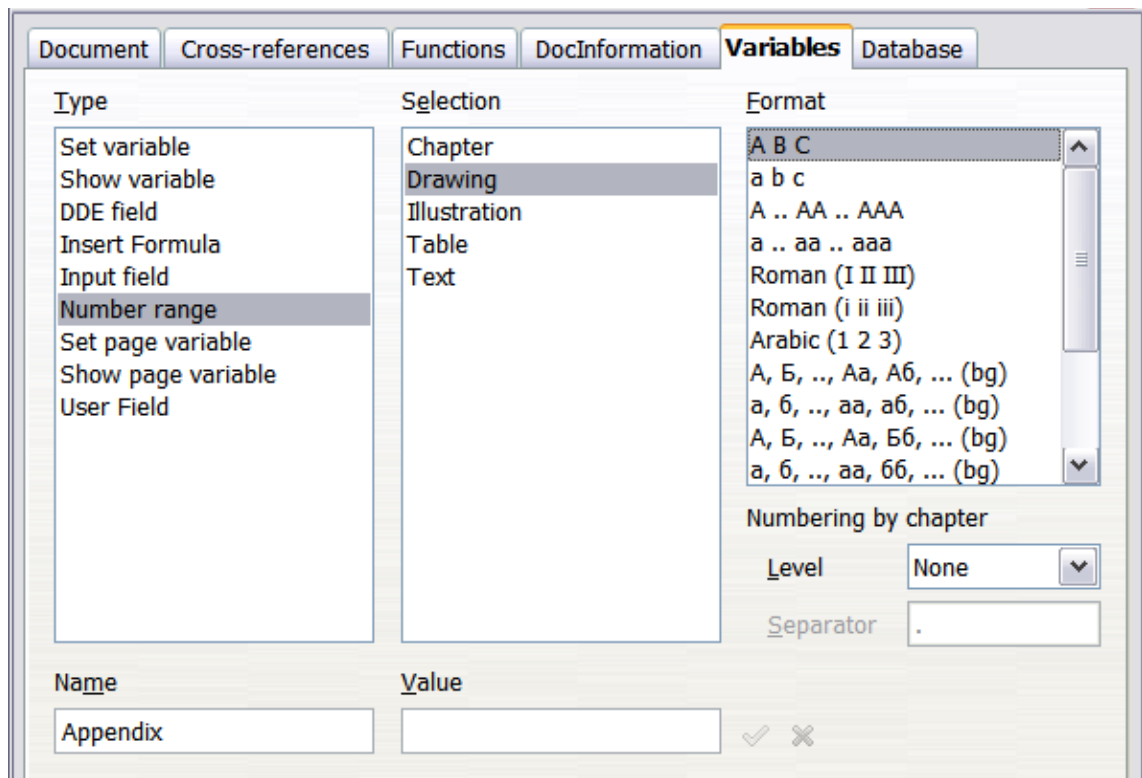 Document Cross-references Functions DocInformation Variables Database
Type
Set variable
Show variable
DDE field
Insert Formula
Input field
Number range
Set page variable
Show page variable
User Field
Selection
Chapter
Drawing
Illustration
Table
Text
Format
A B C
a b c
A .. AA .. AAA
a .. aa .. aaa
Roman (I II III)
Roman (i ii iii)
Arabic (1 2 3)
А, Б, .., Аа, Аб, ... (bg)
а, б, .., аа, аб, ... (bg)
А, Б, .., Аа, Бб, ... (bg)
а, б, .., аа, бб, ... (bg)
Numbering by chapter
Level None
Separator .
Name
Appendix
Value